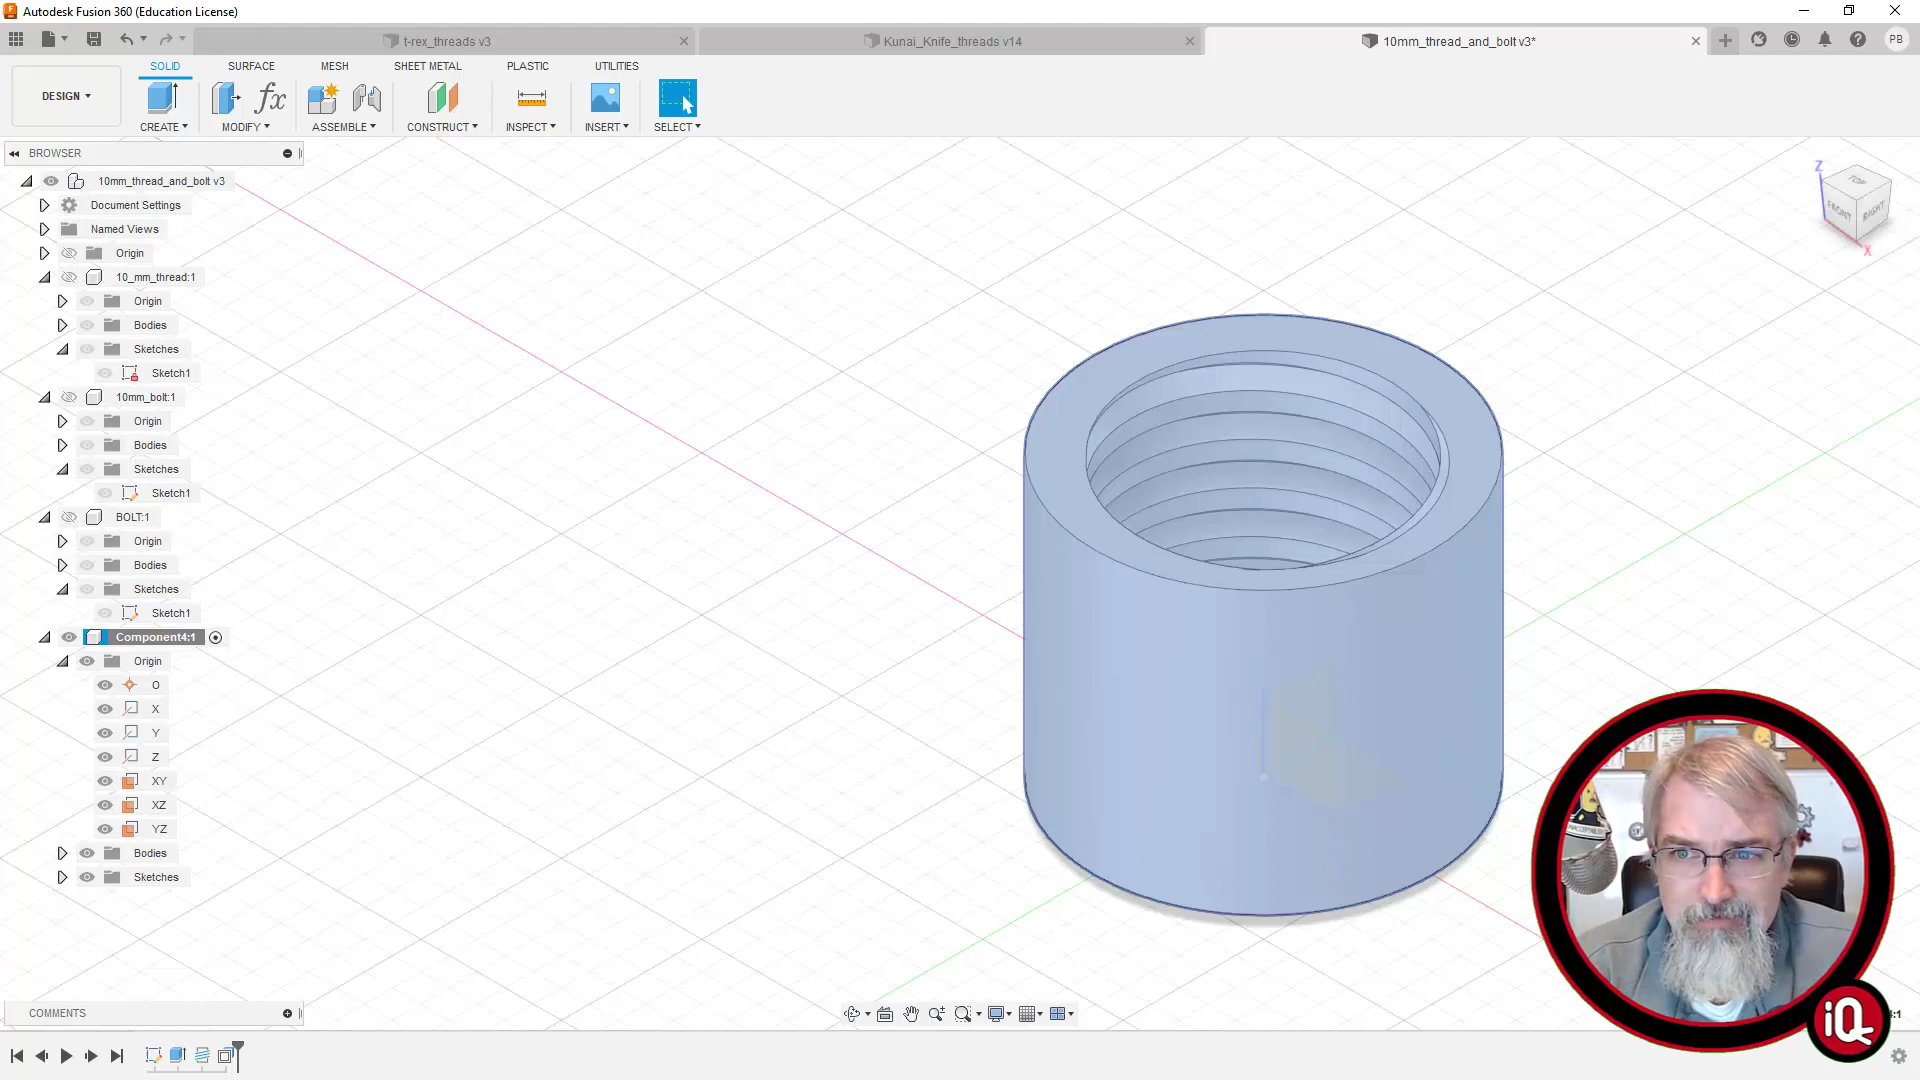 Autodesk Fusion 360 (Education License)
t-rex_threads v3
Kunai_Knife_threads v14
10mm_thread_and_bolt v3*
PB
DESIGN
SOLID
SURFACE
MESH
SHEET METAL
PLASTIC
UTILITIES
CREATE
MODIFY
ASSEMBLE
CONSTRUCT
INSPECT
INSERT
SELECT
BROWSER
10mm_thread_and_bolt v3
Document Settings
Named Views
Origin
10_mm_thread:1
Origin
Bodies
Sketches
Sketch1
10mm_bolt:1
Origin
Bodies
Sketches
Sketch1
BOLT:1
Origin
Bodies
Sketches
Sketch1
Component4:1
Origin
O
X
Y
Z
XY
XZ
YZ
Bodies
Sketches
Z
TOP
FRONT
RIGHT
X
COMMENTS
iQ